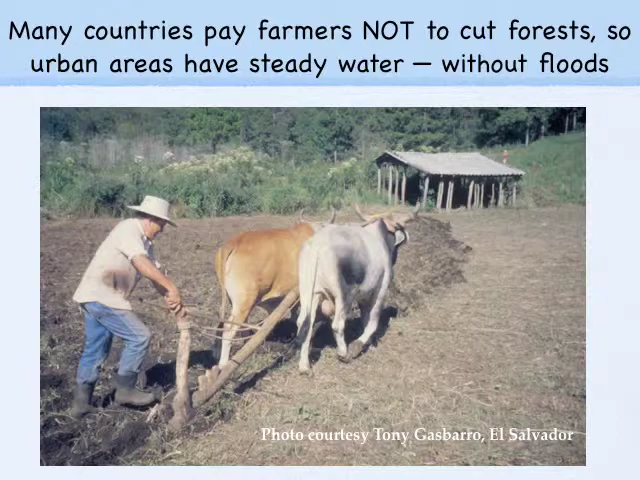 Many countries pay farmers NOT to cut forests, so
urban areas have steady water — without floods
Photo courtesy Tony Gasbarro, El Salvador